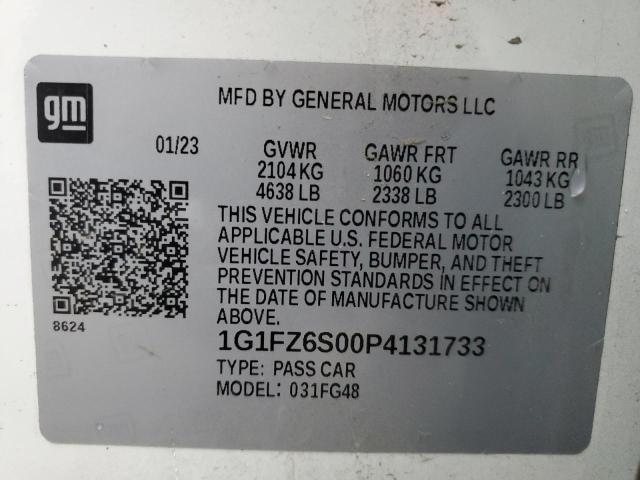 gm
MFD BY GENERAL MOTORS LLC
01/23 GVWR GAWR FRT GAWR RR
2104 KG 1060 KG 1043 KG
4638 LB 2338 LB 2300 LB
THIS VEHICLE CONFORMS TO ALL
APPLICABLE U.S. FEDERAL MOTOR
VEHICLE SAFETY, BUMPER, AND THEFT
PREVENTION STANDARDS IN EFFECT ON
THE DATE OF MANUFACTURE SHOWN
ABOVE.
8624
1G1FZ6S00P4131733
TYPE: PASS CAR
MODEL: 031FG48